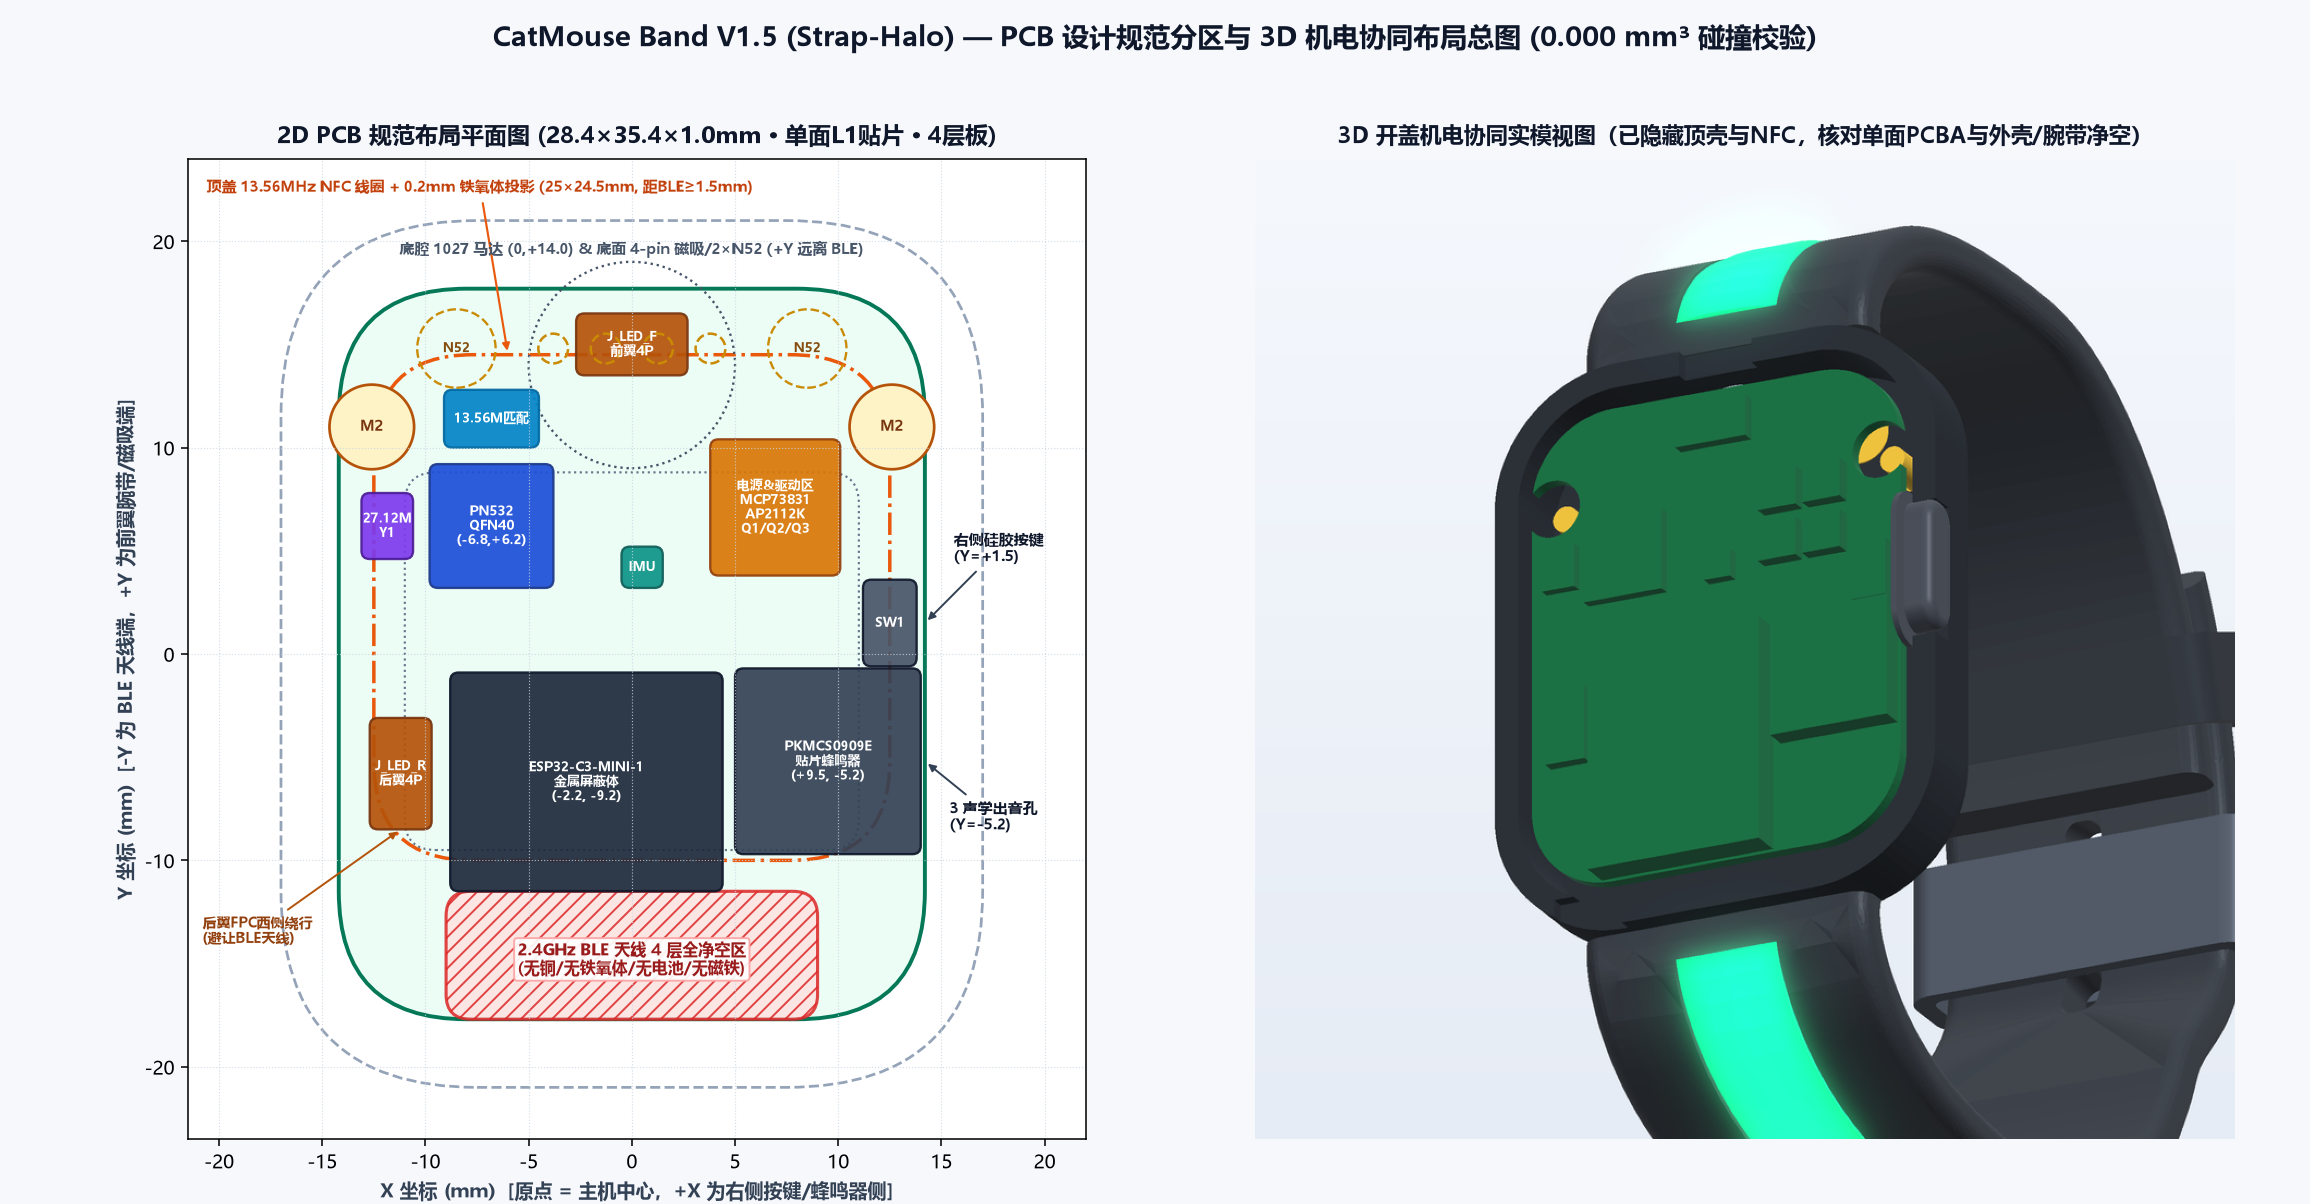 CatMouse Band V1.5 (Strap-Halo) — PCB 设计规范分区与 3D 机电协同布局总图 (0.000 mm³ 碰撞校验)
2D PCB 规范布局平面图 (28.4×35.4×1.0mm • 单面L1贴片 • 4层板)
顶盖 13.56MHz NFC 线圈 + 0.2mm 铁氧体投影 (25×24.5mm, 距BLE≥1.5mm)
底腔 1027 马达 (0,+14.0) & 底面 4-pin 磁吸/2×N52 (+Y 远离 BLE)
N52
J_LED_F
前翼4P
N52
M2
13.56M匹配
M2
27.12M
Y1
PN532
QFN40
(-6.8,+6.2)
IMU
电源&驱动区
MCP73831
AP2112K
Q1/Q2/Q3
右侧硅胶按键
(Y=+1.5)
SW1
J_LED_R
后翼4P
ESP32-C3-MINI-1
金属屏蔽体
(-2.2, -9.2)
PKMCS0909E
贴片蜂鸣器
(+9.5, -5.2)
3 声学出音孔
(Y=-5.2)
后翼FPC西侧绕行
(避让BLE天线)
2.4GHz BLE 天线 4 层全净空区
(无铜/无铁氧体/无电池/无磁铁)
20
10
0
-10
-20
Y 坐标 (mm)  [-Y 为 BLE 天线端， +Y 为前翼腕带/磁吸端]
-20
-15
-10
-5
0
5
10
15
20
X 坐标 (mm)  [原点 = 主机中心， +X 为右侧按键/蜂鸣器侧]
3D 开盖机电协同实模视图（已隐藏顶壳与NFC，核对单面PCBA与外壳/腕带净空）